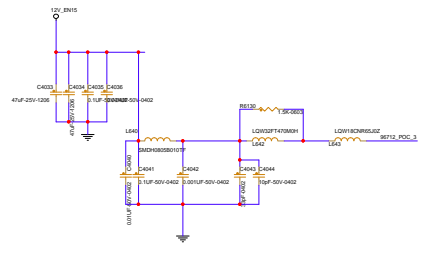 12V_EN15
C4033
C4034
C4035
C4036
47uF-25V-1206
47uF-25V-1206
0.1UF-50V-0402
-50V-0402
R6130
1.5K-0603
L640
SMDH0805B010TF
LQW32FT470M0H
L642
LQW18CNR65J0Z
L643
96712_POC_3
C4040
C4041
C4042
C4043
C4044
0.01UF-50V-0402
0.1UF-50V-0402
0.001UF-50V-0402
10pF-50V-0402